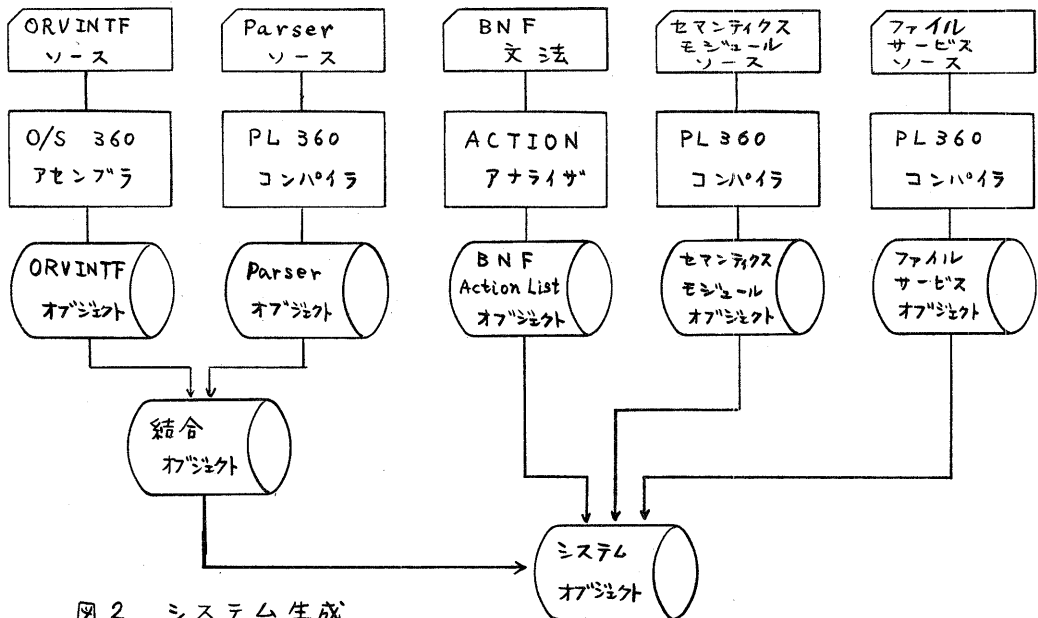 ORVINTF
ソース
Parser
ソース
BNF
文法
セマンティクス
モジュール
ソース
ファイル
サービス
ソース
O/S 360
アセンブラ
PL 360
コンパイラ
ACTION
アナライザ
PL 360
コンパイラ
PL 360
コンパイラ
ORVINTF
オブジェクト
Parser
オブジェクト
BNF
Action List
オブジェクト
セマンティクス
モジュール
オブジェクト
ファイル
サービス
オブジェクト
結合
オブジェクト
システム
オブジェクト
図2 システム生成